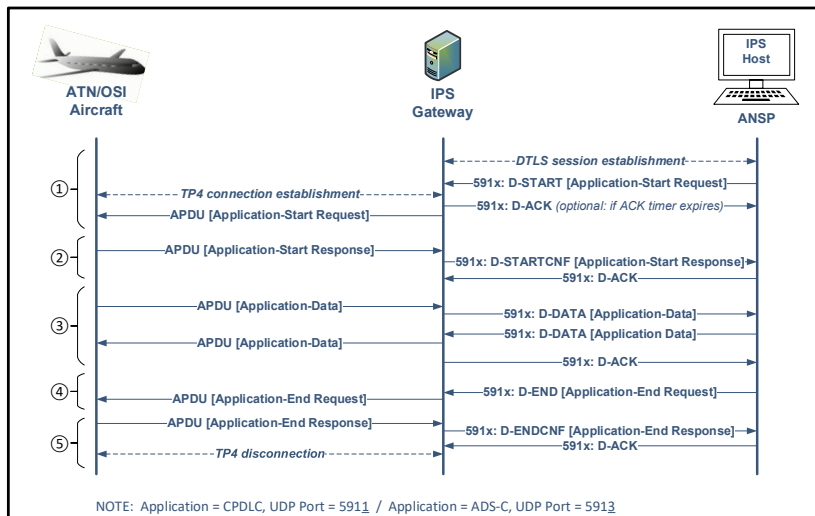 ATN/OSI
Aircraft
IPS
Gateway
IPS
Host
ANSP
①
DTLS session establishment
591x: D-START [Application-Start Request]
TP4 connection establishment
591x: D-ACK (optional: if ACK timer expires)
APDU [Application-Start Request]
②
APDU [Application-Start Response]
591x: D-STARTCNF [Application-Start Response]
591x: D-ACK
③
APDU [Application-Data]
591x: D-DATA [Application-Data]
591x: D-DATA [Application Data]
APDU [Application-Data]
591x: D-ACK
④
591x: D-END [Application-End Request]
APDU [Application-End Request]
⑤
APDU [Application-End Response]
591x: D-ENDCNF [Application-End Response]
591x: D-ACK
TP4 disconnection
NOTE: Application = CPDLC, UDP Port = 5911 / Application = ADS-C, UDP Port = 5913